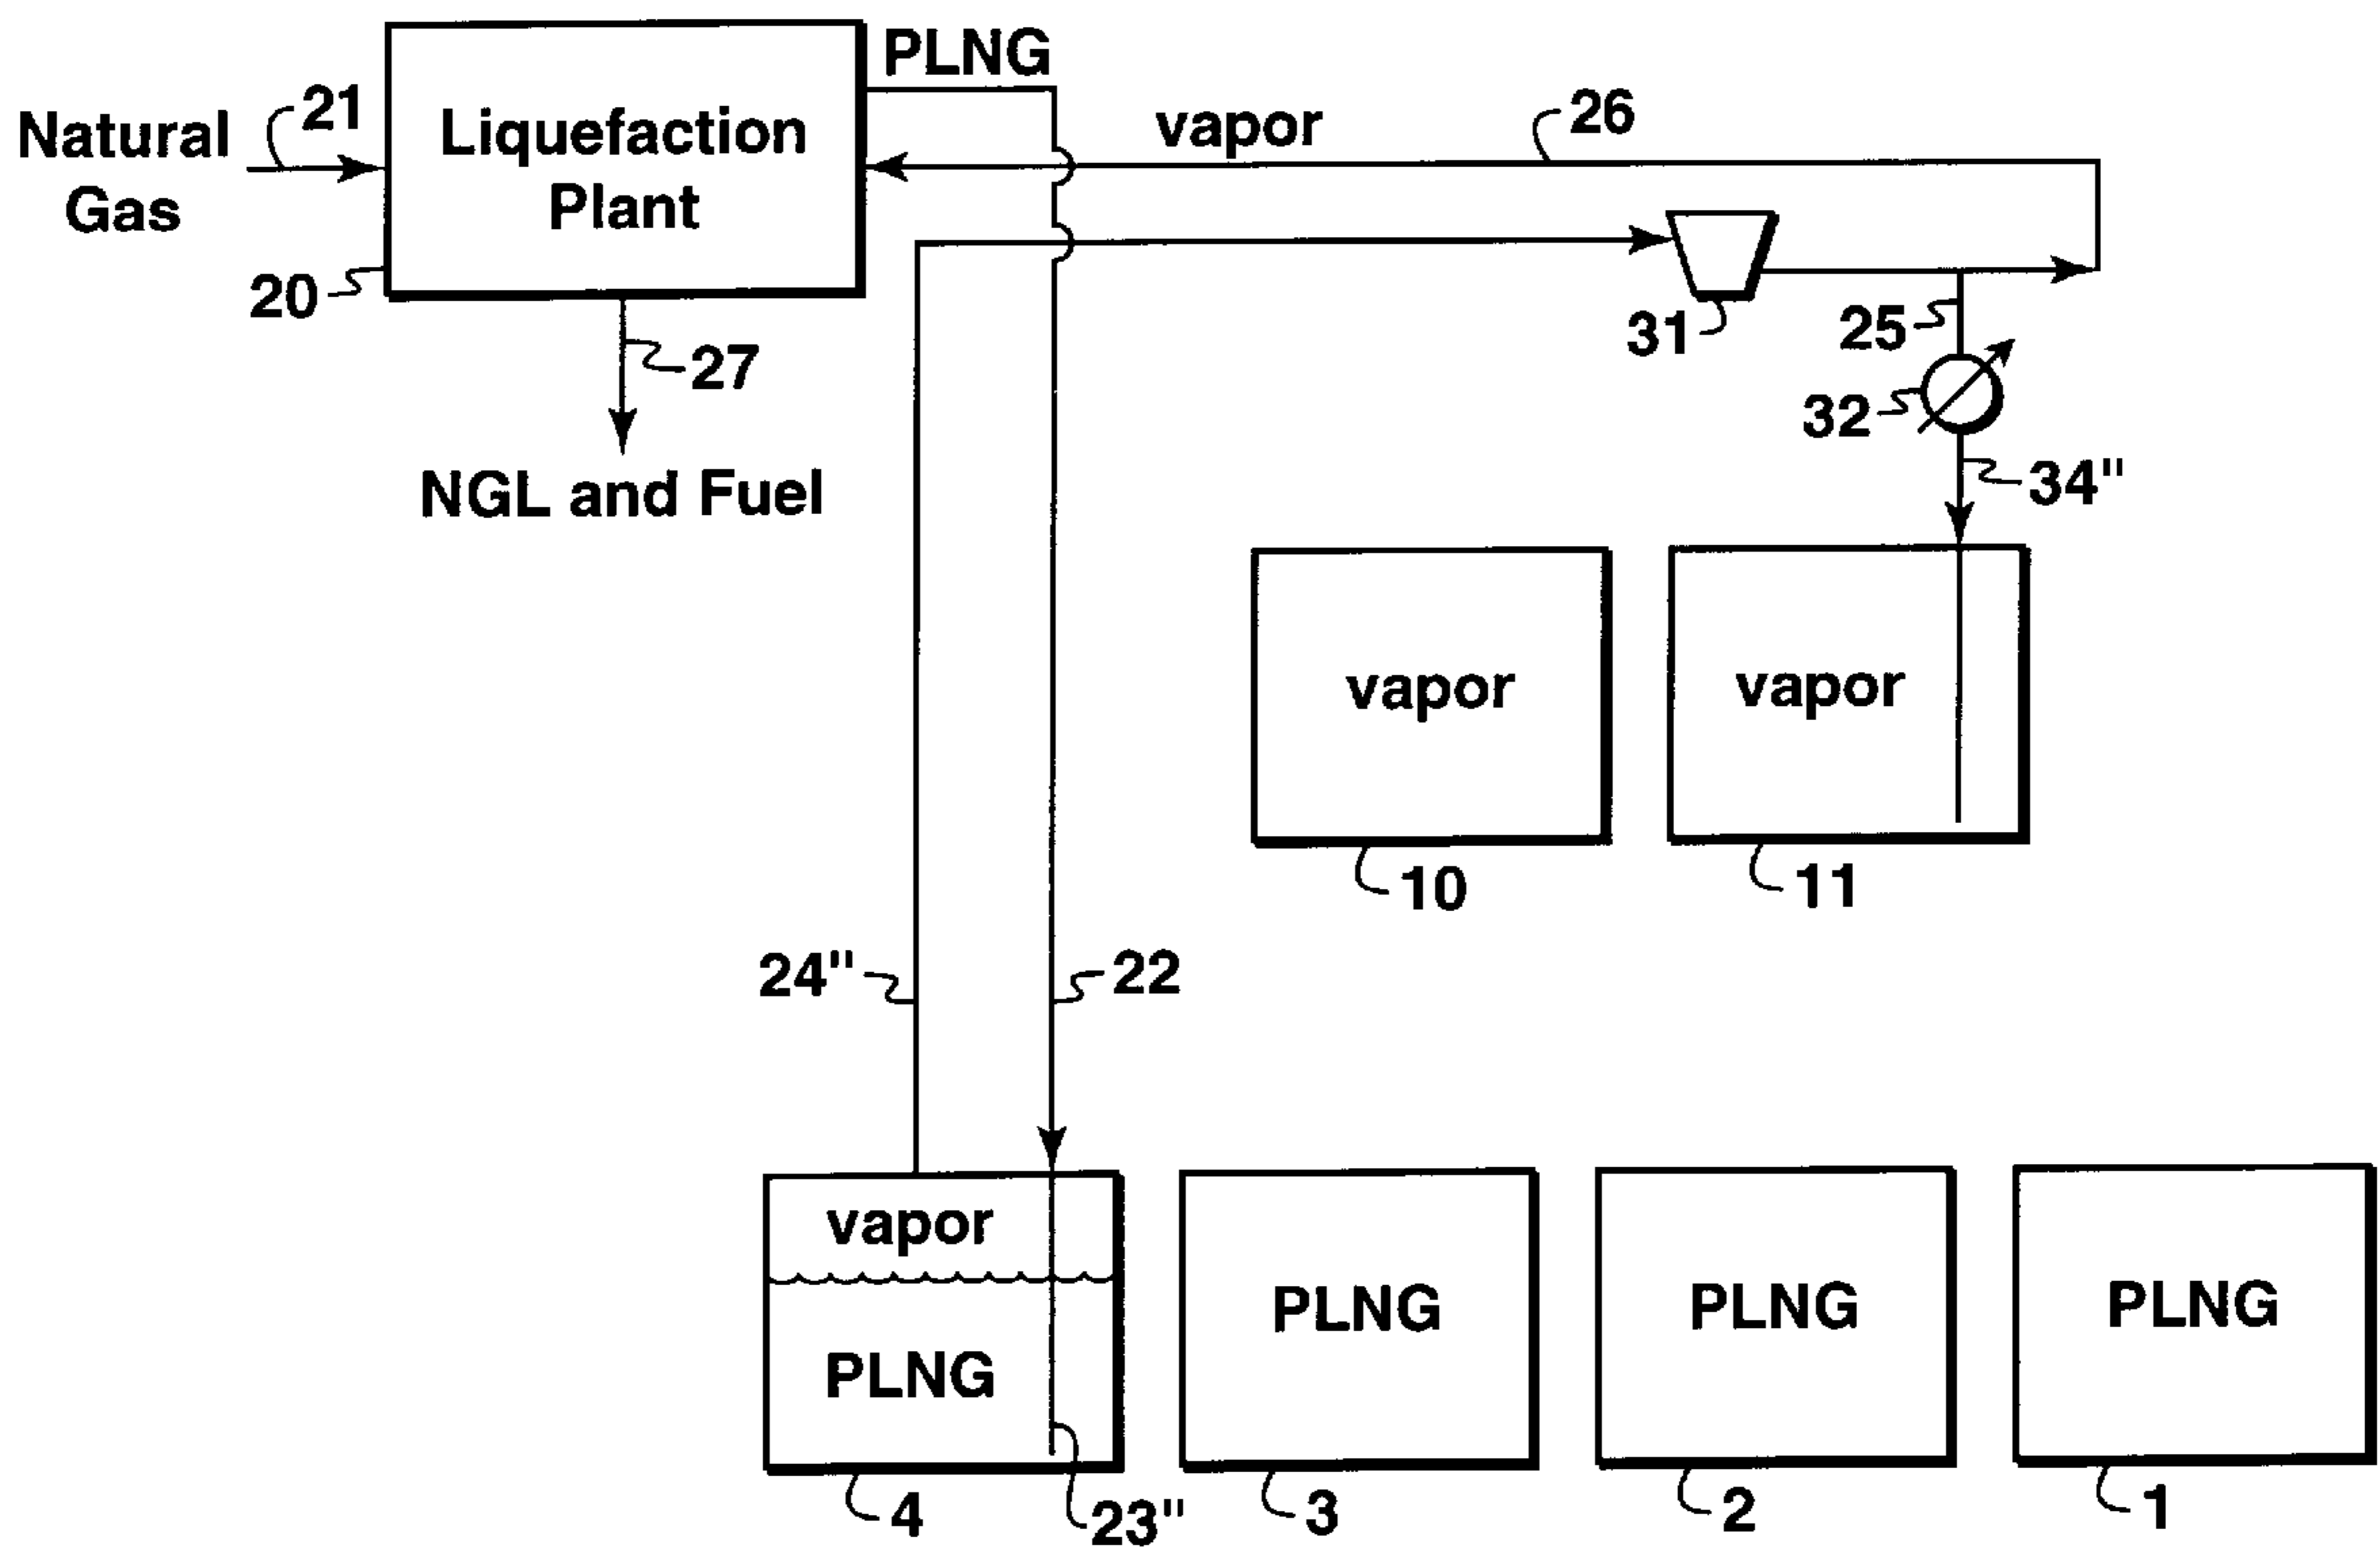 PLNG
Natural
Gas
21
Liquefaction
Plant
vapor
26
20
31
25
27
32
NGL and Fuel
34"
vapor
vapor
10
11
24"
22
vapor
PLNG
PLNG
PLNG
PLNG
4
23"
3
2
1